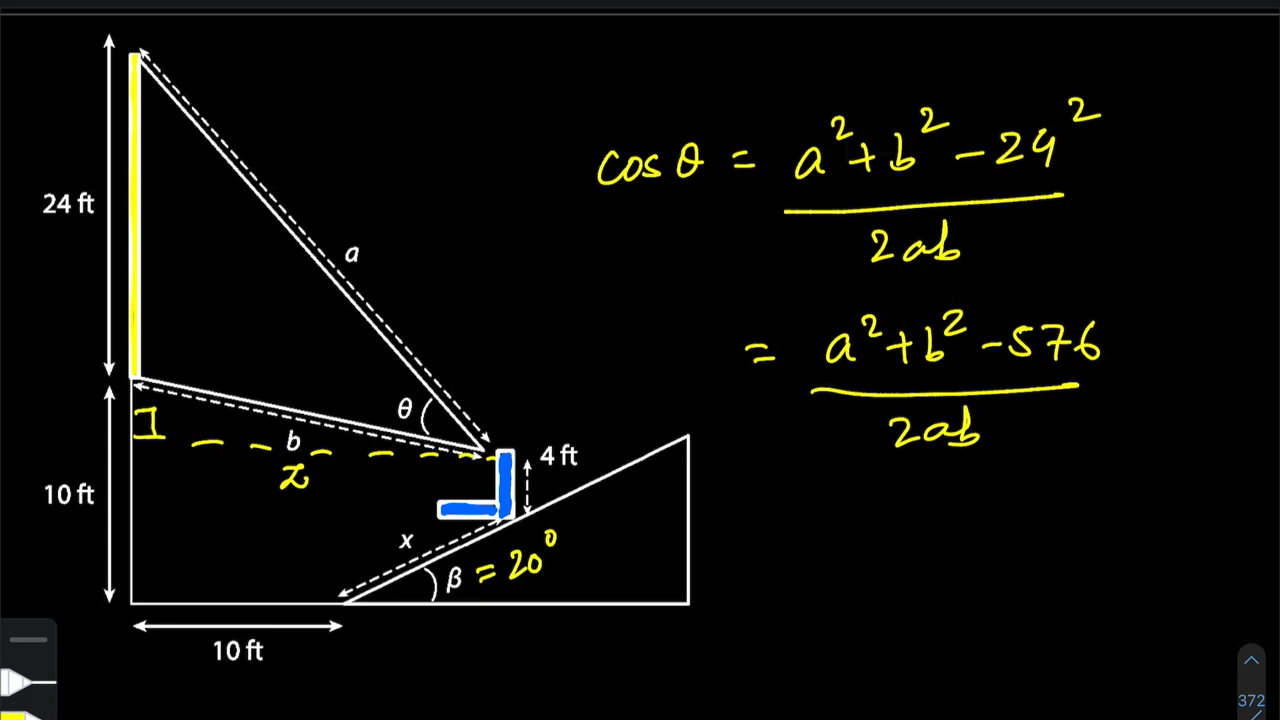 24 ft
a
θ
b
z
10 ft
4 ft
x
β = 20°
10 ft
cos θ = a² + b² - 24²
2ab
= a² + b² - 576
2ab
372